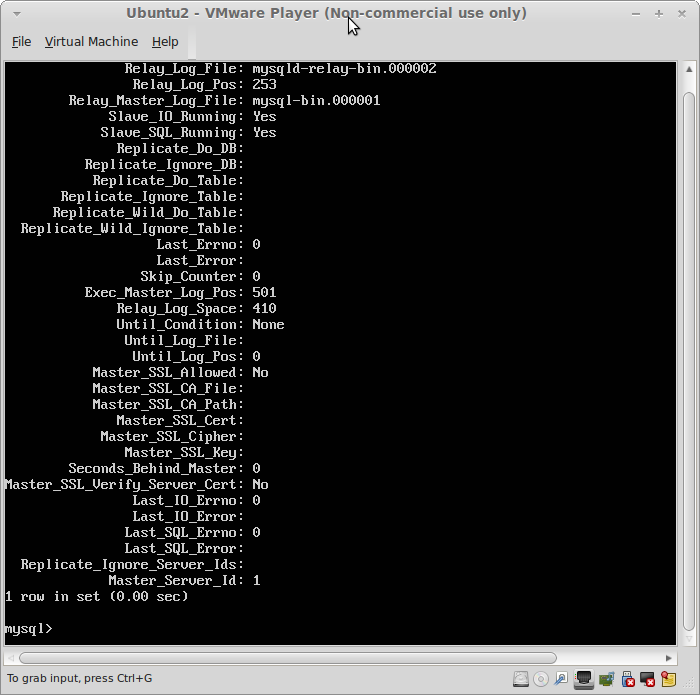 Ubuntu2 - VMware Player (Non-commercial use only)
File Virtual Machine Help
Relay_Log_File: mysqld-relay-bin.000002
Relay_Log_Pos: 253
Relay_Master_Log_File: mysql-bin.000001
Slave_IO_Running: Yes
Slave_SQL_Running: Yes
Replicate_Do_DB:
Replicate_Ignore_DB:
Replicate_Do_Table:
Replicate_Ignore_Table:
Replicate_Wild_Do_Table:
Replicate_Wild_Ignore_Table:
Last_Errno: 0
Last_Error:
Skip_Counter: 0
Exec_Master_Log_Pos: 501
Relay_Log_Space: 410
Until_Condition: None
Until_Log_File:
Until_Log_Pos: 0
Master_SSL_Allowed: No
Master_SSL_CA_File:
Master_SSL_CA_Path:
Master_SSL_Cert:
Master_SSL_Cipher:
Master_SSL_Key:
Seconds_Behind_Master: 0
Master_SSL_Verify_Server_Cert: No
Last_IO_Errno: 0
Last_IO_Error:
Last_SQL_Errno: 0
Last_SQL_Error:
Replicate_Ignore_Server_Ids:
Master_Server_Id: 1
1 row in set (0.00 sec)
mysql>
To grab input, press Ctrl+G